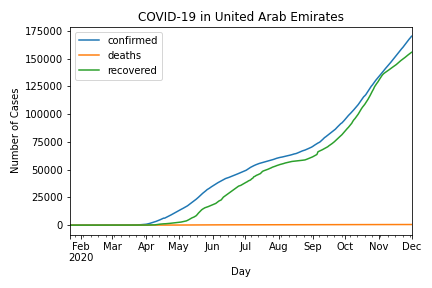 COVID-19 in United Arab Emirates
confirmed
deaths
recovered
Number of Cases
175000
150000
125000
100000
75000
50000
25000
0
Feb Mar Apr May Jun Jul Aug Sep Oct Nov Dec
2020
Day